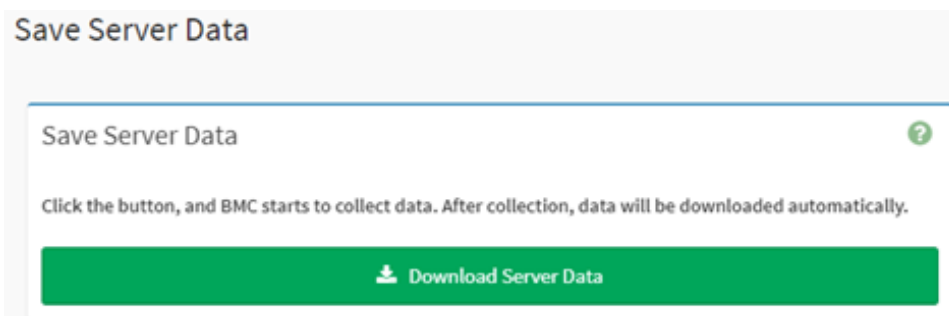 Save Server Data
Save Server Data
?
Click the button, and BMC starts to collect data. After collection, data will be downloaded automatically.
Download Server Data